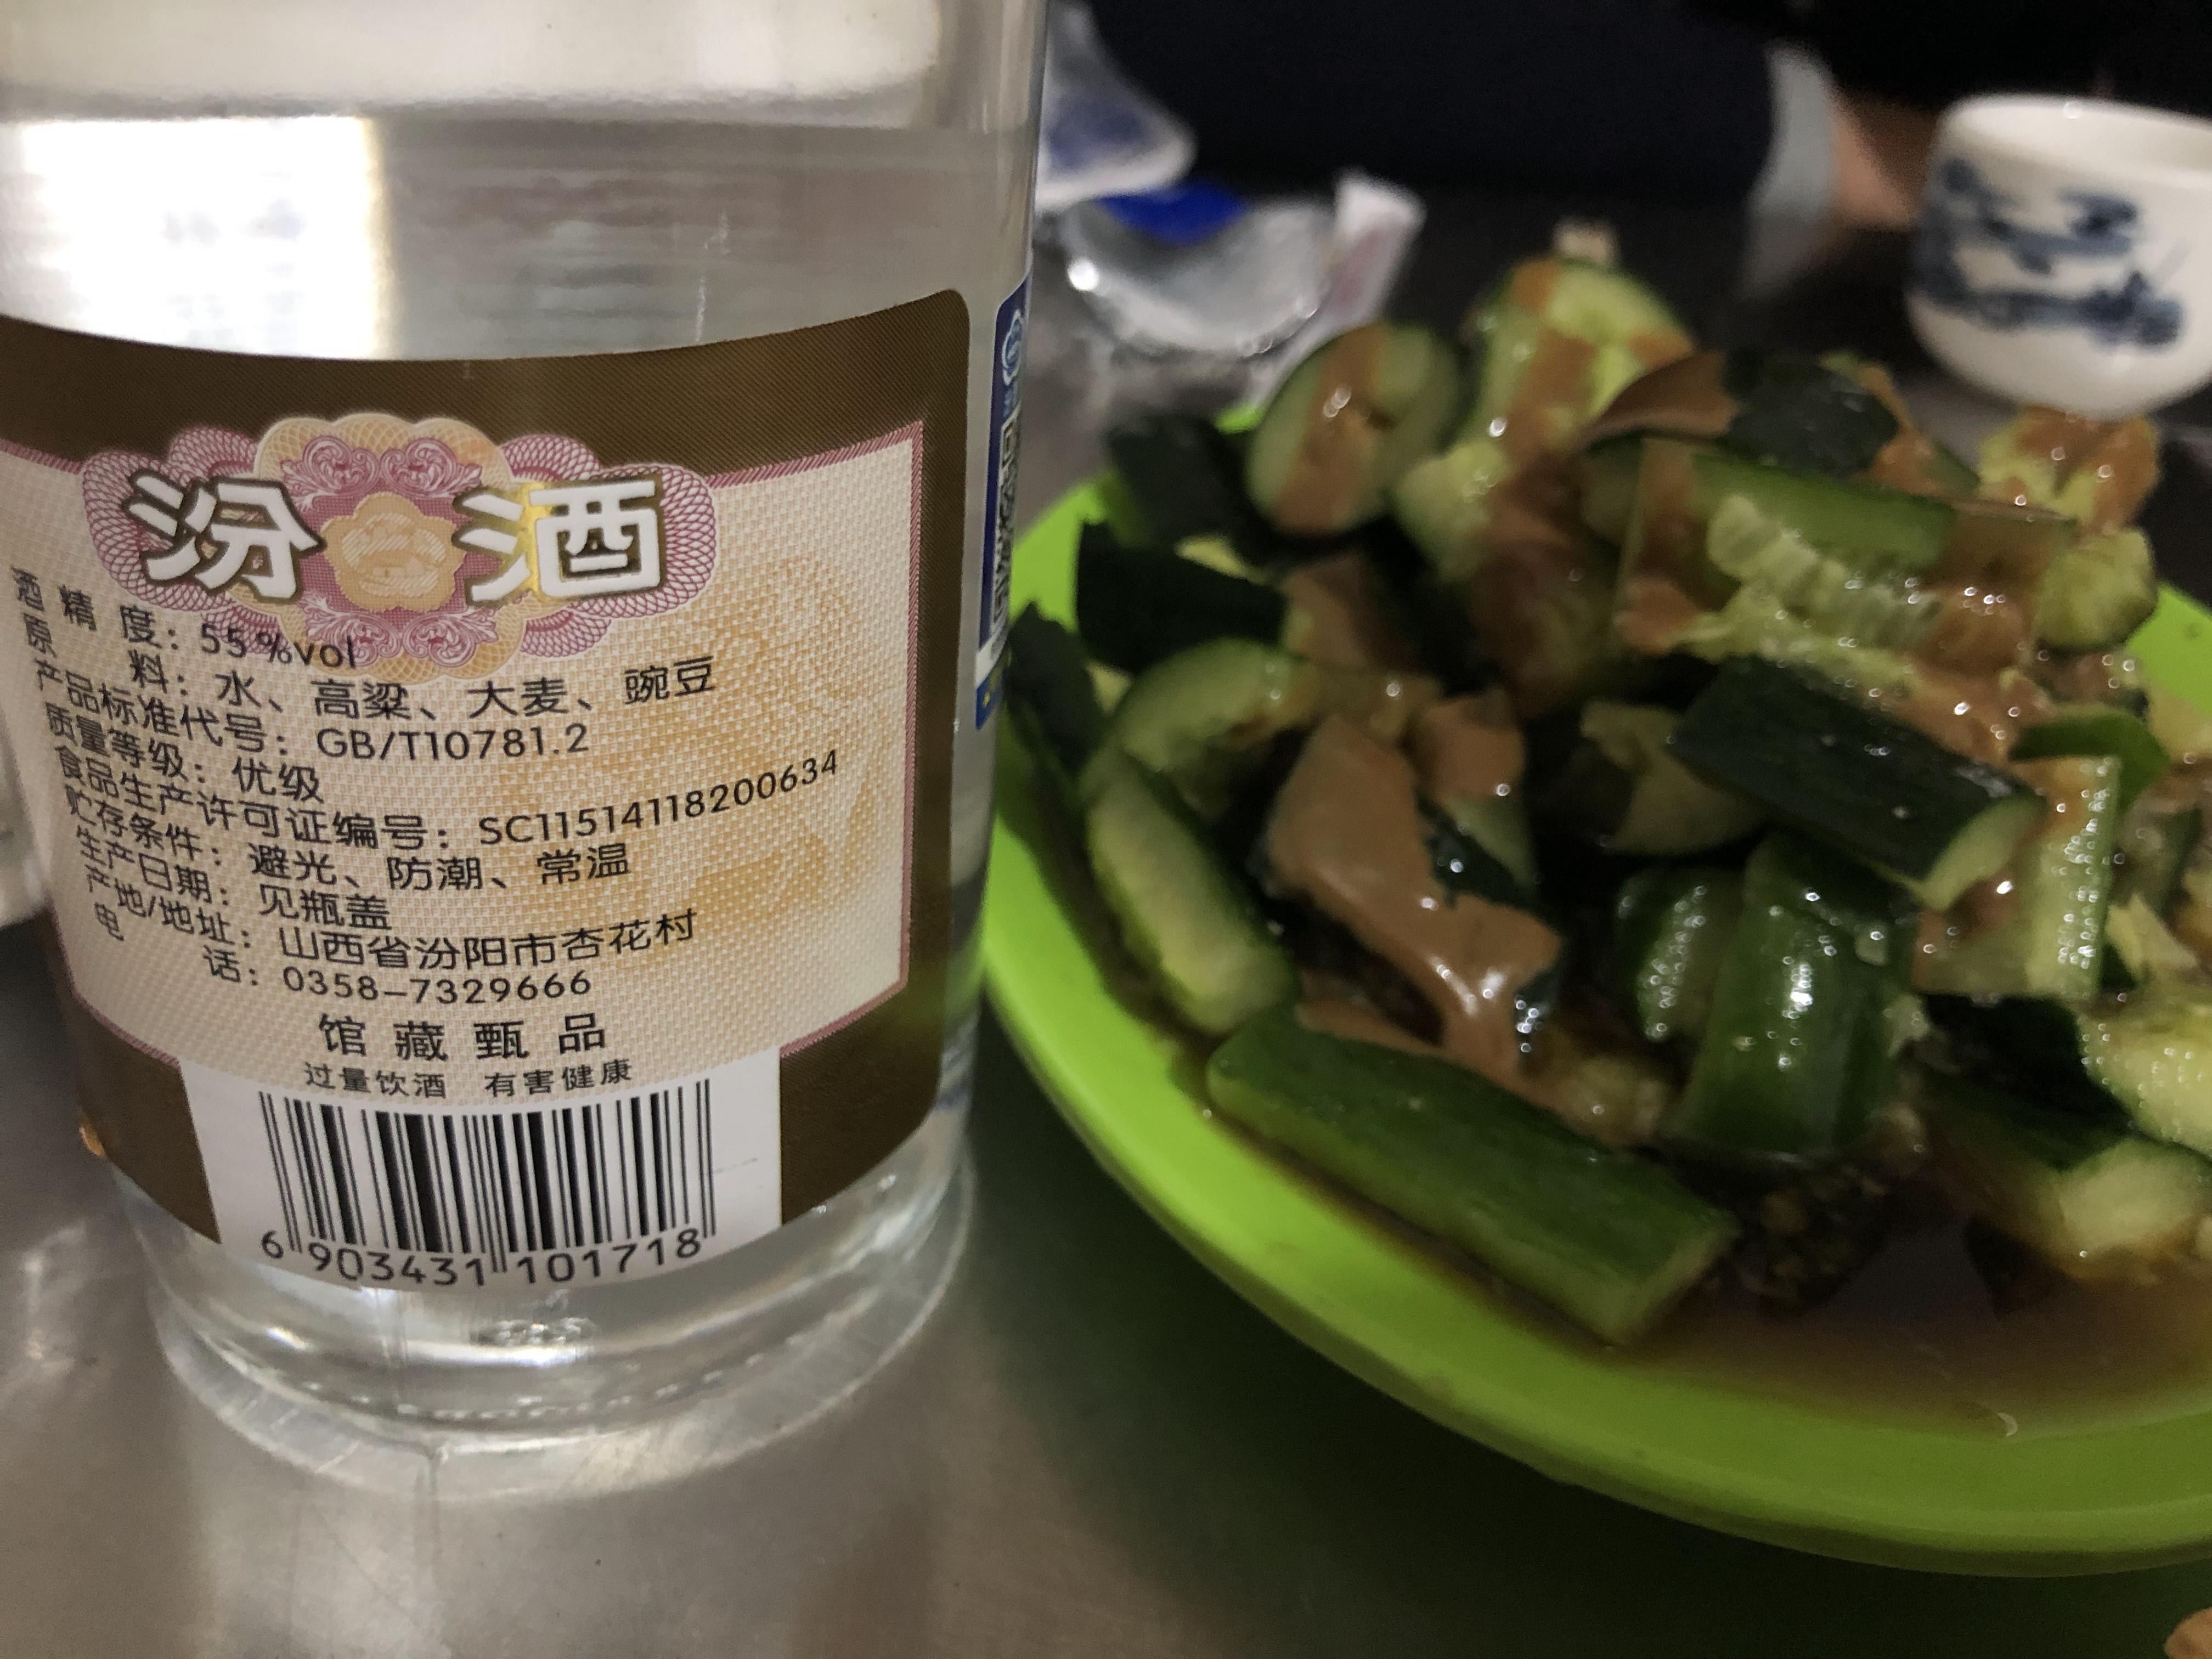 汾酒
酒精度：55%vol
原料：水、高粱、大麦、豌豆
产品标准代号：GB/T10781.2
质量等级：优级
食品生产许可证编号：SC11514118200634
贮存条件：避光、防潮、常温
生产日期：见瓶盖
产地/地址：山西省汾阳市杏花村
电话：0358-7329666
馆藏甄品
过量饮酒 有害健康
6 903431 101718